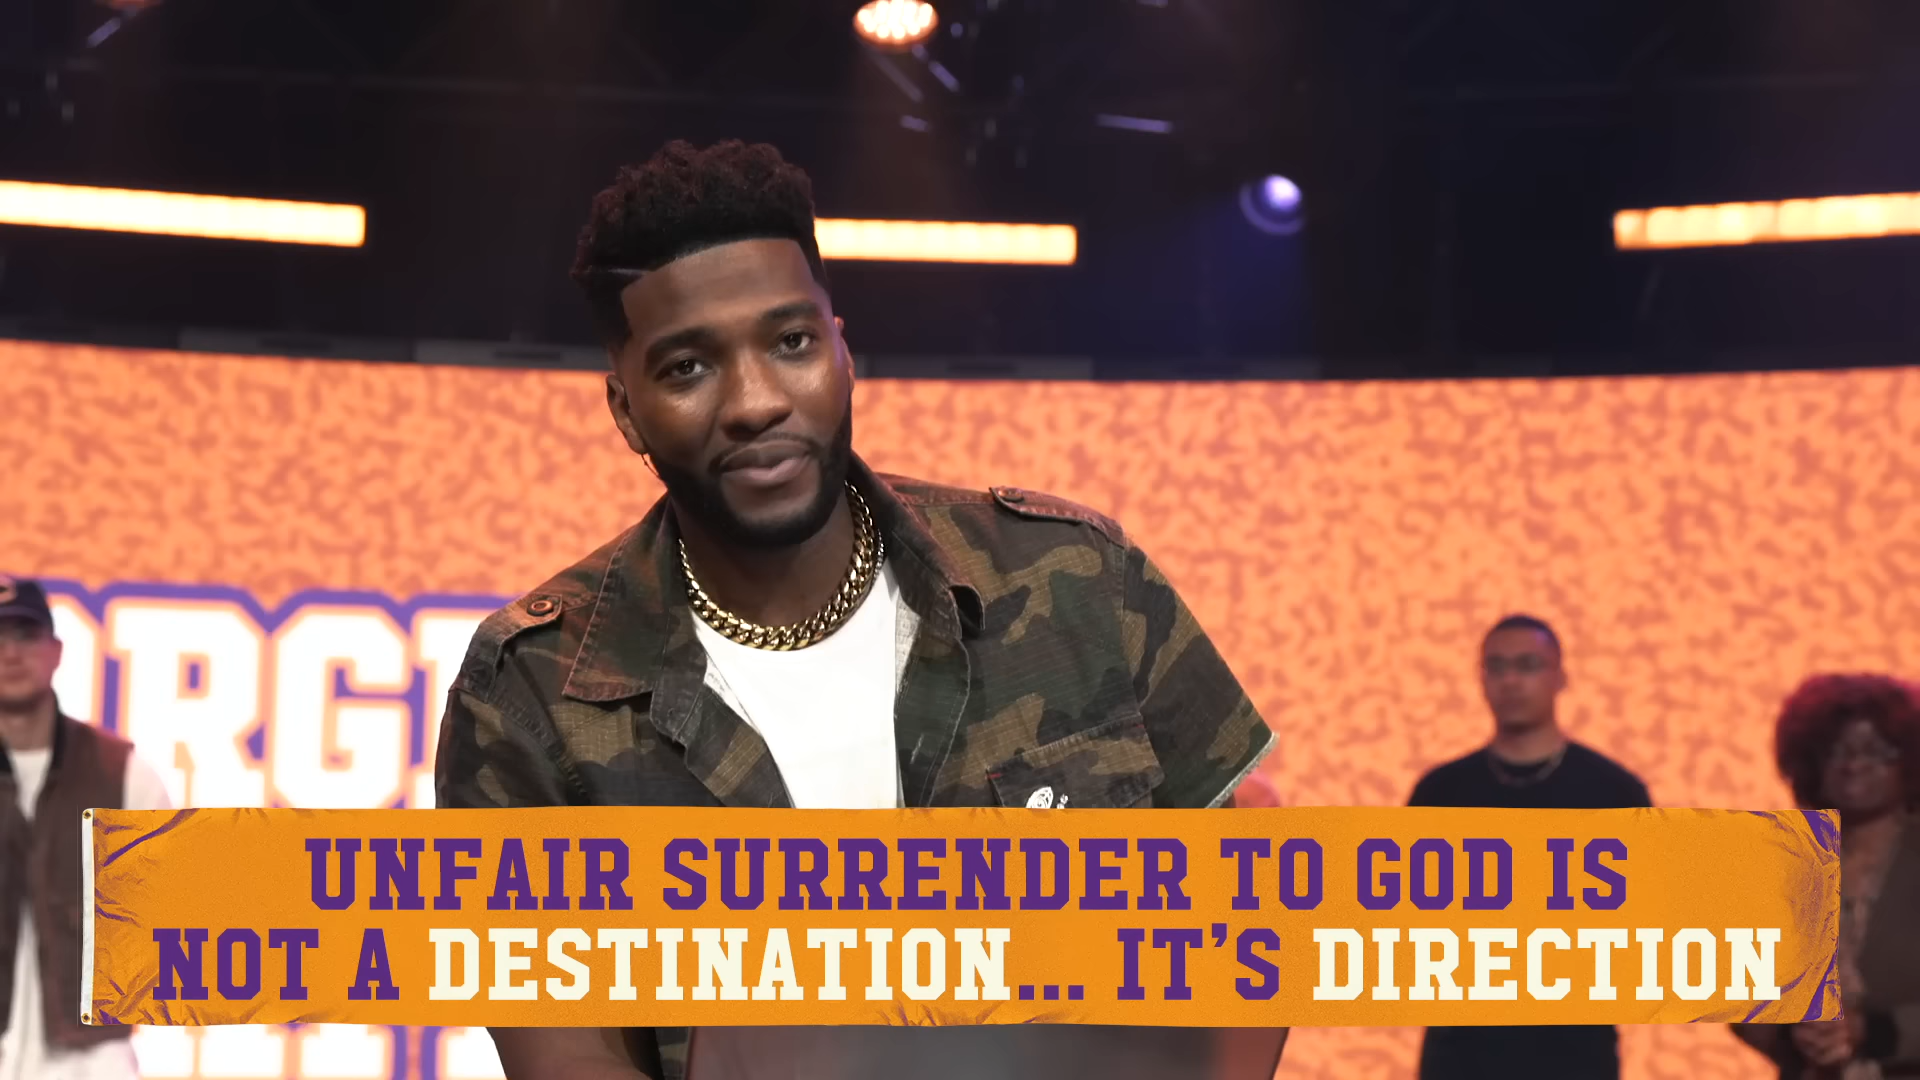 UNFAIR SURRENDER TO GOD IS
NOT A DESTINATION... IT'S DIRECTION